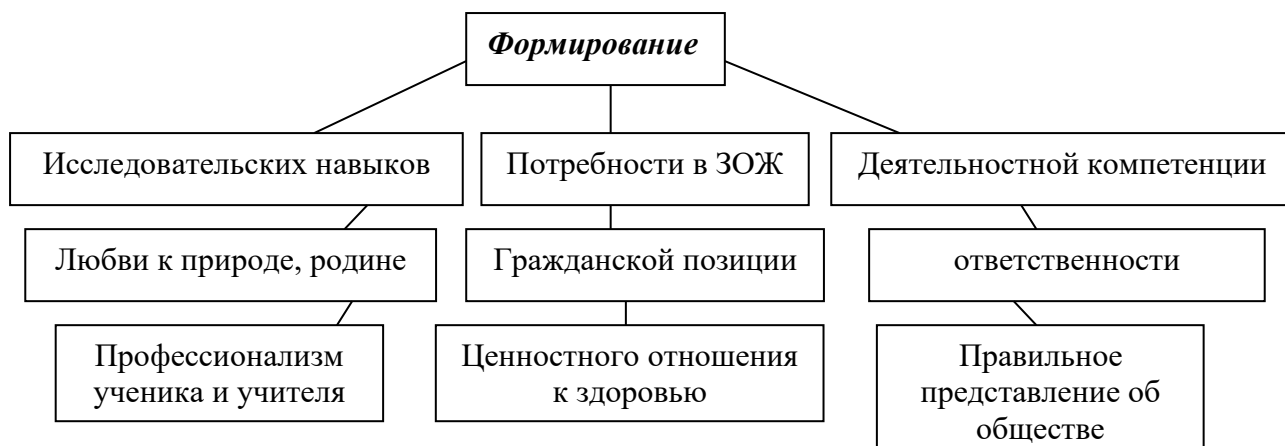 Формирование
Исследовательских навыков
Потребности в ЗОЖ
Деятельностной компетенции
Любви к природе, родине
Гражданской позиции
ответственности
Профессионализм
ученика и учителя
Ценностного отношения
к здоровью
Правильное
представление об
обществе